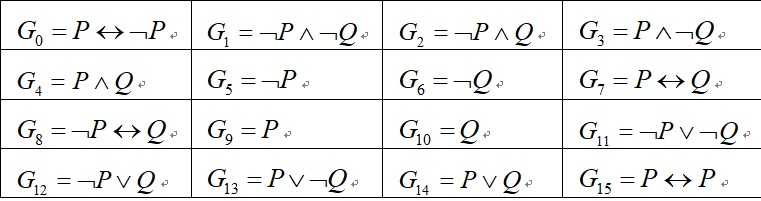 G₀ = P ↔ ¬P G₁ = ¬P ∧ ¬Q G₂ = ¬P ∧ Q G₃ = P ∧ ¬Q
G₄ = P ∧ Q G₅ = ¬P G₆ = ¬Q G₇ = P ↔ Q
G₈ = ¬P ↔ Q G₉ = P G₁₀ = Q G₁₁ = ¬P ∨ ¬Q
G₁₂ = ¬P ∨ Q G₁₃ = P ∨ ¬Q G₁₄ = P ∨ Q G₁₅ = P ↔ P